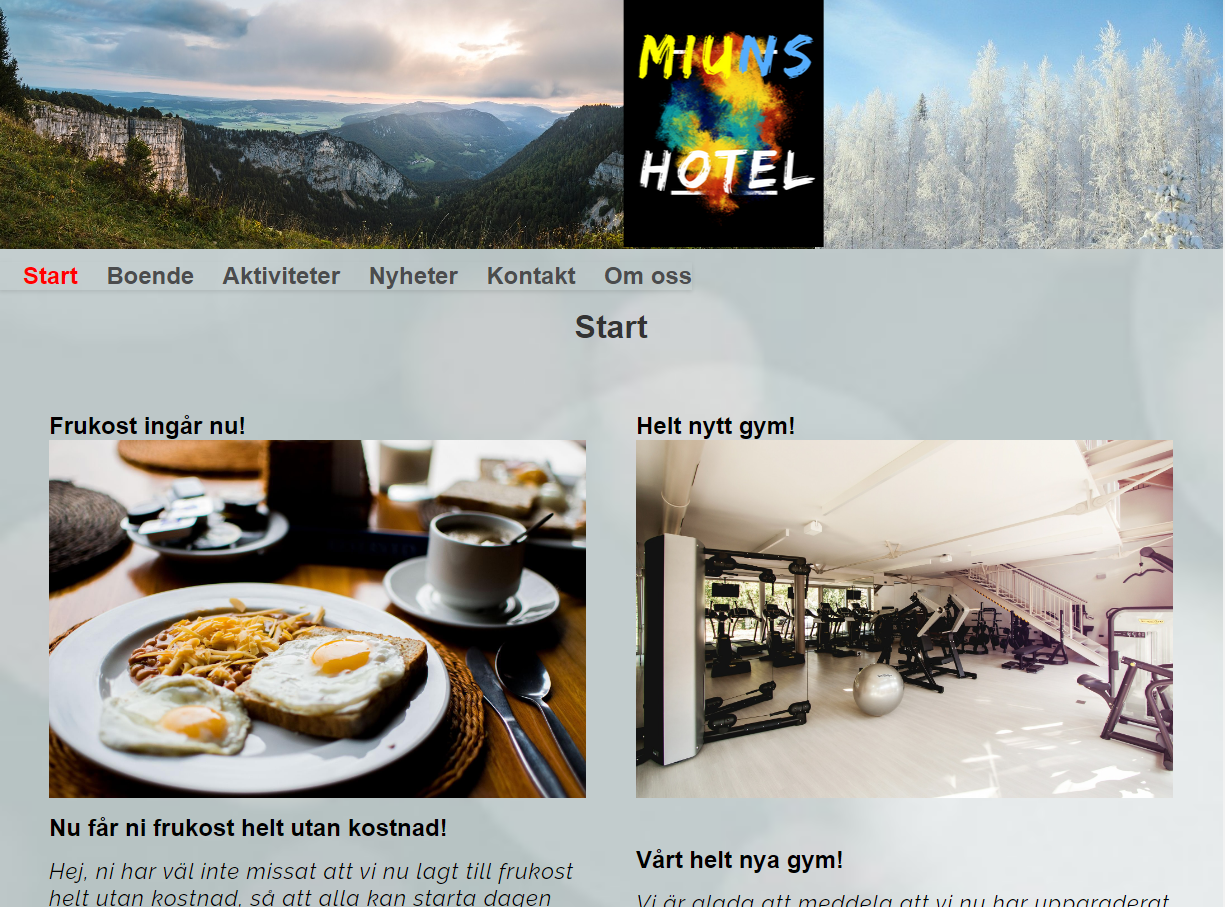 MIUNS
HOTEL
Start Boende Aktiviteter Nyheter Kontakt Om oss
Start
Frukost ingår nu!
Nu får ni frukost helt utan kostnad!
Hej, ni har väl inte missat att vi nu lagt till frukost
helt utan kostnad, så att alla kan starta dagen
Helt nytt gym!
Vårt helt nya gym!
Vi är glada att meddela att vi nu har uppgraderat